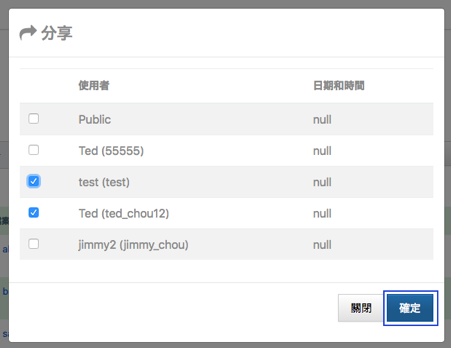 分享
使用者 日期和時間
Public null
Ted (55555) null
test (test) null
Ted (ted_chou12) null
jimmy2 (jimmy_chou) null
關閉 確定